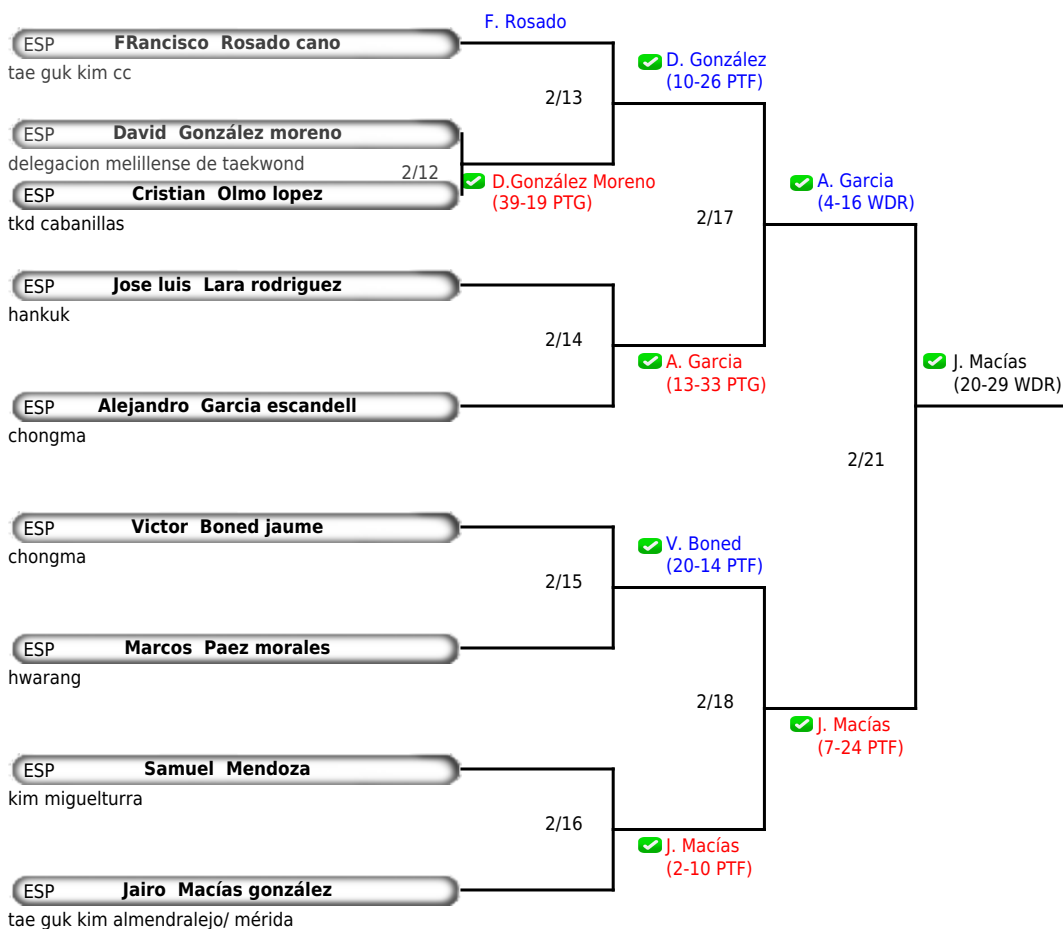 F. Rosado
ESP FRancisco Rosado cano
tae guk kim cc
D. González
(10-26 PTF)
2/13
ESP David González moreno
delegacion melillense de taekwond
2/12
D.González Moreno
(39-19 PTG)
ESP Cristian Olmo lopez
tkd cabanillas
A. Garcia
(4-16 WDR)
2/17
ESP Jose luis Lara rodriguez
hankuk
2/14
A. Garcia
(13-33 PTG)
J. Macías
(20-29 WDR)
ESP Alejandro Garcia escandell
chongma
2/21
ESP Victor Boned jaume
chongma
V. Boned
(20-14 PTF)
2/15
ESP Marcos Paez morales
hwarang
2/18
J. Macías
(7-24 PTF)
ESP Samuel Mendoza
kim miguelturra
2/16
J. Macías
(2-10 PTF)
ESP Jairo Macías gonzález
tae guk kim almendralejo/ mérida